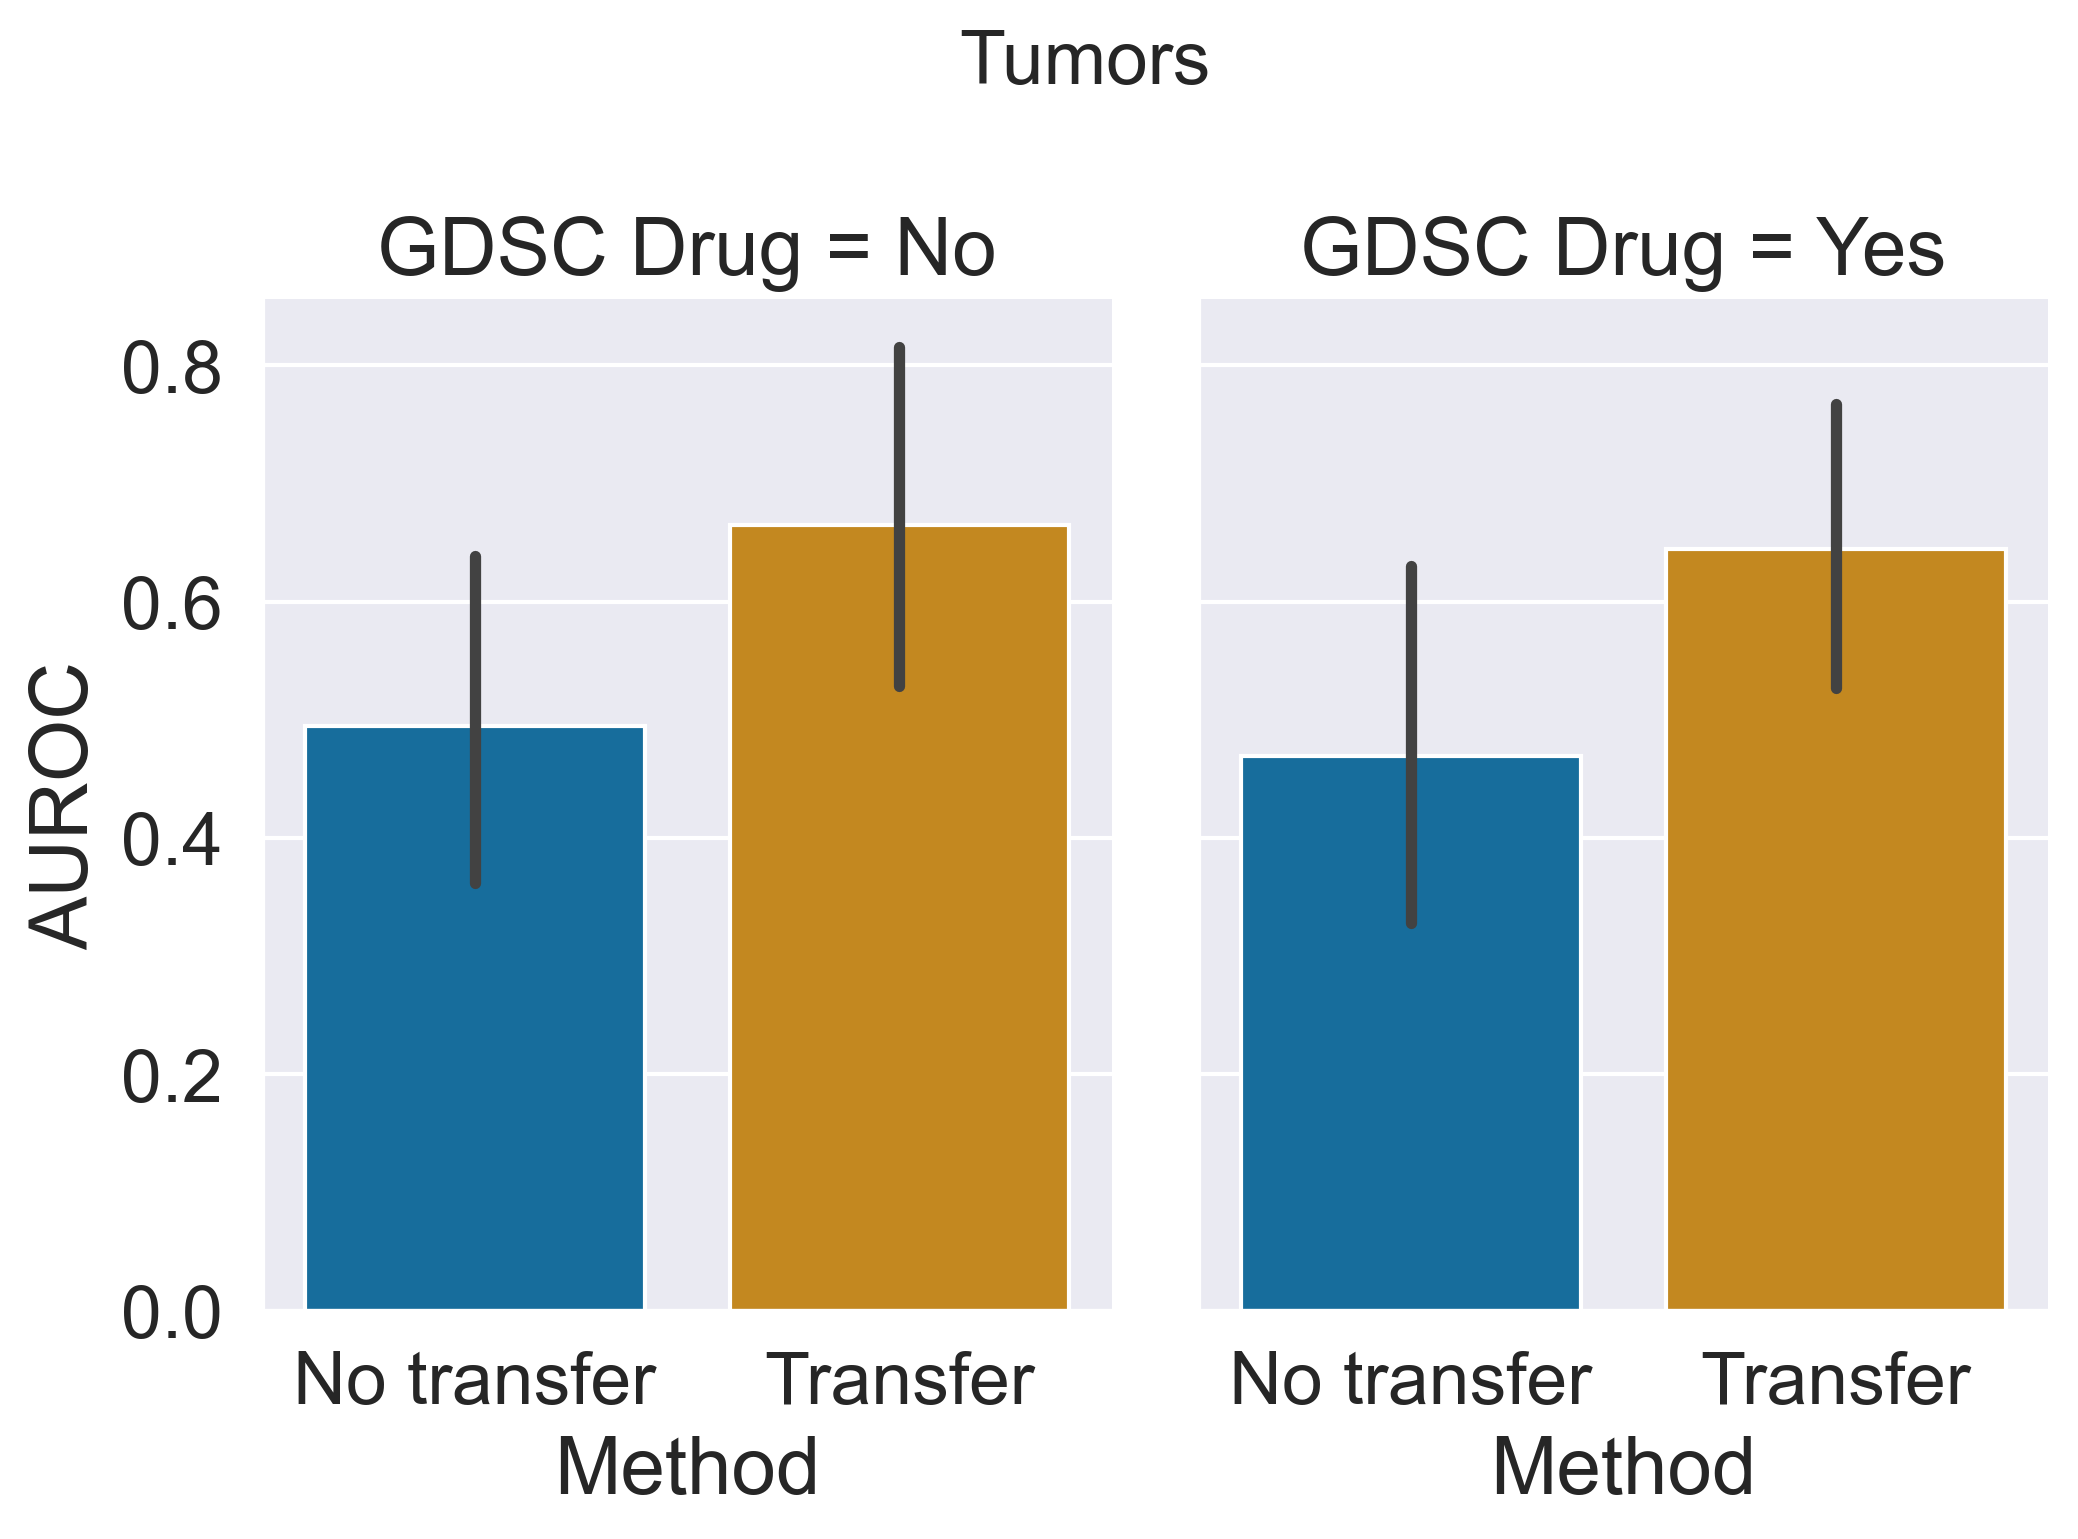 Tumors
GDSC Drug = No
GDSC Drug = Yes
AUROC
0.8
0.6
0.4
0.2
0.0
No transfer
Transfer
No transfer
Transfer
Method
Method